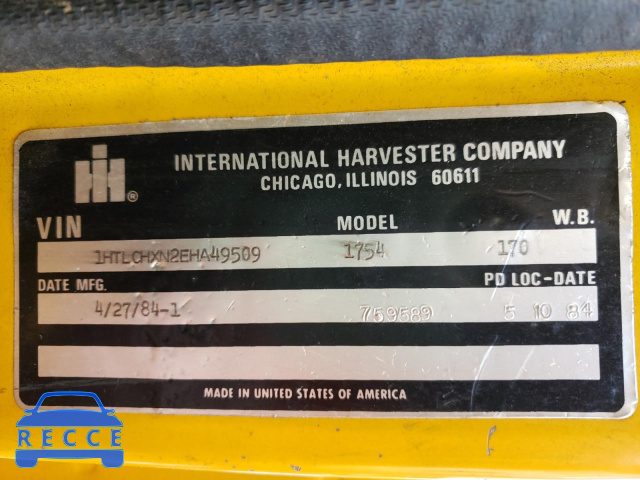 IH®
INTERNATIONAL HARVESTER COMPANY
CHICAGO, ILLINOIS 60611
VIN MODEL W.B.
1HTLCHXN2EHA49509 1754 170
DATE MFG. PD LOC-DATE
4/27/84-1 759589 5 10 84
MADE IN UNITED STATES OF AMERICA
RECCE